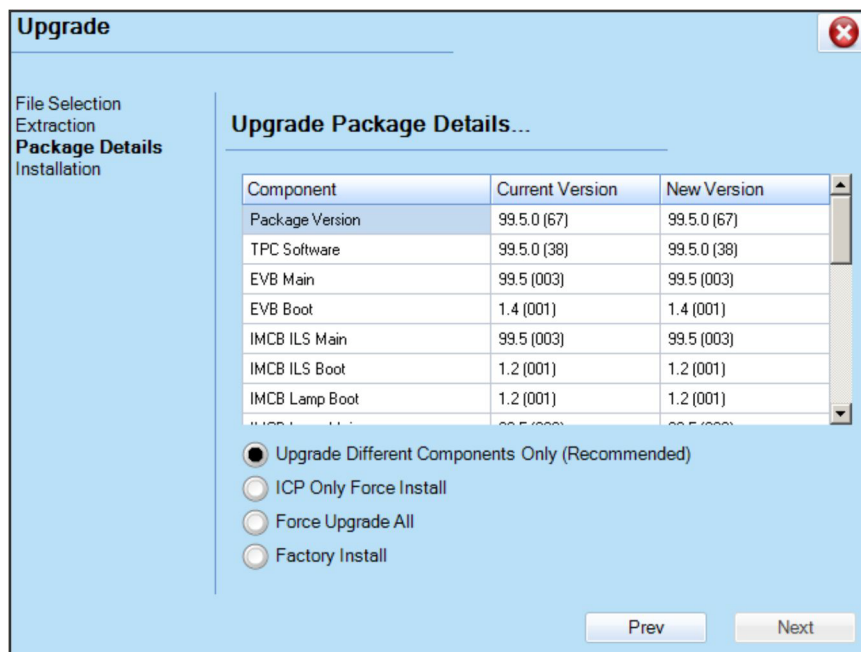 Upgrade
File Selection
Extraction
Package Details
Installation
Upgrade Package Details...
Component Current Version New Version
Package Version 99.5.0 (67) 99.5.0 (67)
TPC Software 99.5.0 (38) 99.5.0 (38)
EVB Main 99.5 (003) 99.5 (003)
EVB Boot 1.4 (001) 1.4 (001)
IMCB ILS Main 99.5 (003) 99.5 (003)
IMCB ILS Boot 1.2 (001) 1.2 (001)
IMCB Lamp Boot 1.2 (001) 1.2 (001)
Upgrade Different Components Only (Recommended)
ICP Only Force Install
Force Upgrade All
Factory Install
Prev Next